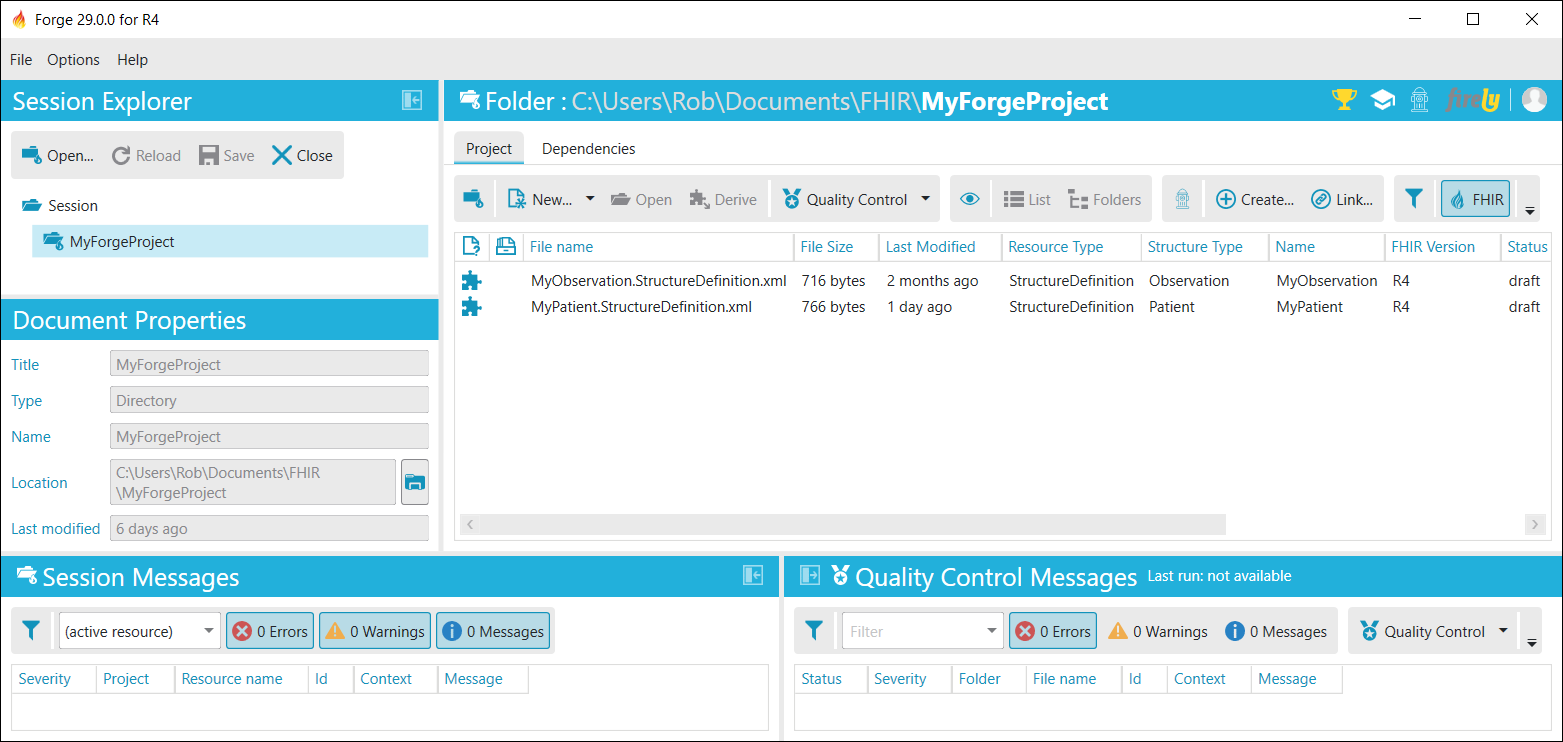 Forge 29.0.0 for R4
File Options Help
Session Explorer
Open... Reload Save Close
Session
MyForgeProject
Document Properties
Title MyForgeProject
Type Directory
Name MyForgeProject
Location C:\Users\Rob\Documents\FHIR
\MyForgeProject
Last modified 6 days ago
Folder : C:\Users\Rob\Documents\FHIR\MyForgeProject
firely
Project Dependencies
New... Open Derive Quality Control List Folders Create... Link... FHIR
File name File Size Last Modified Resource Type Structure Type Name FHIR Version Status
MyObservation.StructureDefinition.xml 716 bytes 2 months ago StructureDefinition Observation MyObservation R4 draft
MyPatient.StructureDefinition.xml 766 bytes 1 day ago StructureDefinition Patient MyPatient R4 draft
Session Messages
(active resource) 0 Errors 0 Warnings 0 Messages
Severity Project Resource name Id Context Message
Quality Control Messages Last run: not available
Filter 0 Errors 0 Warnings 0 Messages Quality Control
Status Severity Folder File name Id Context Message